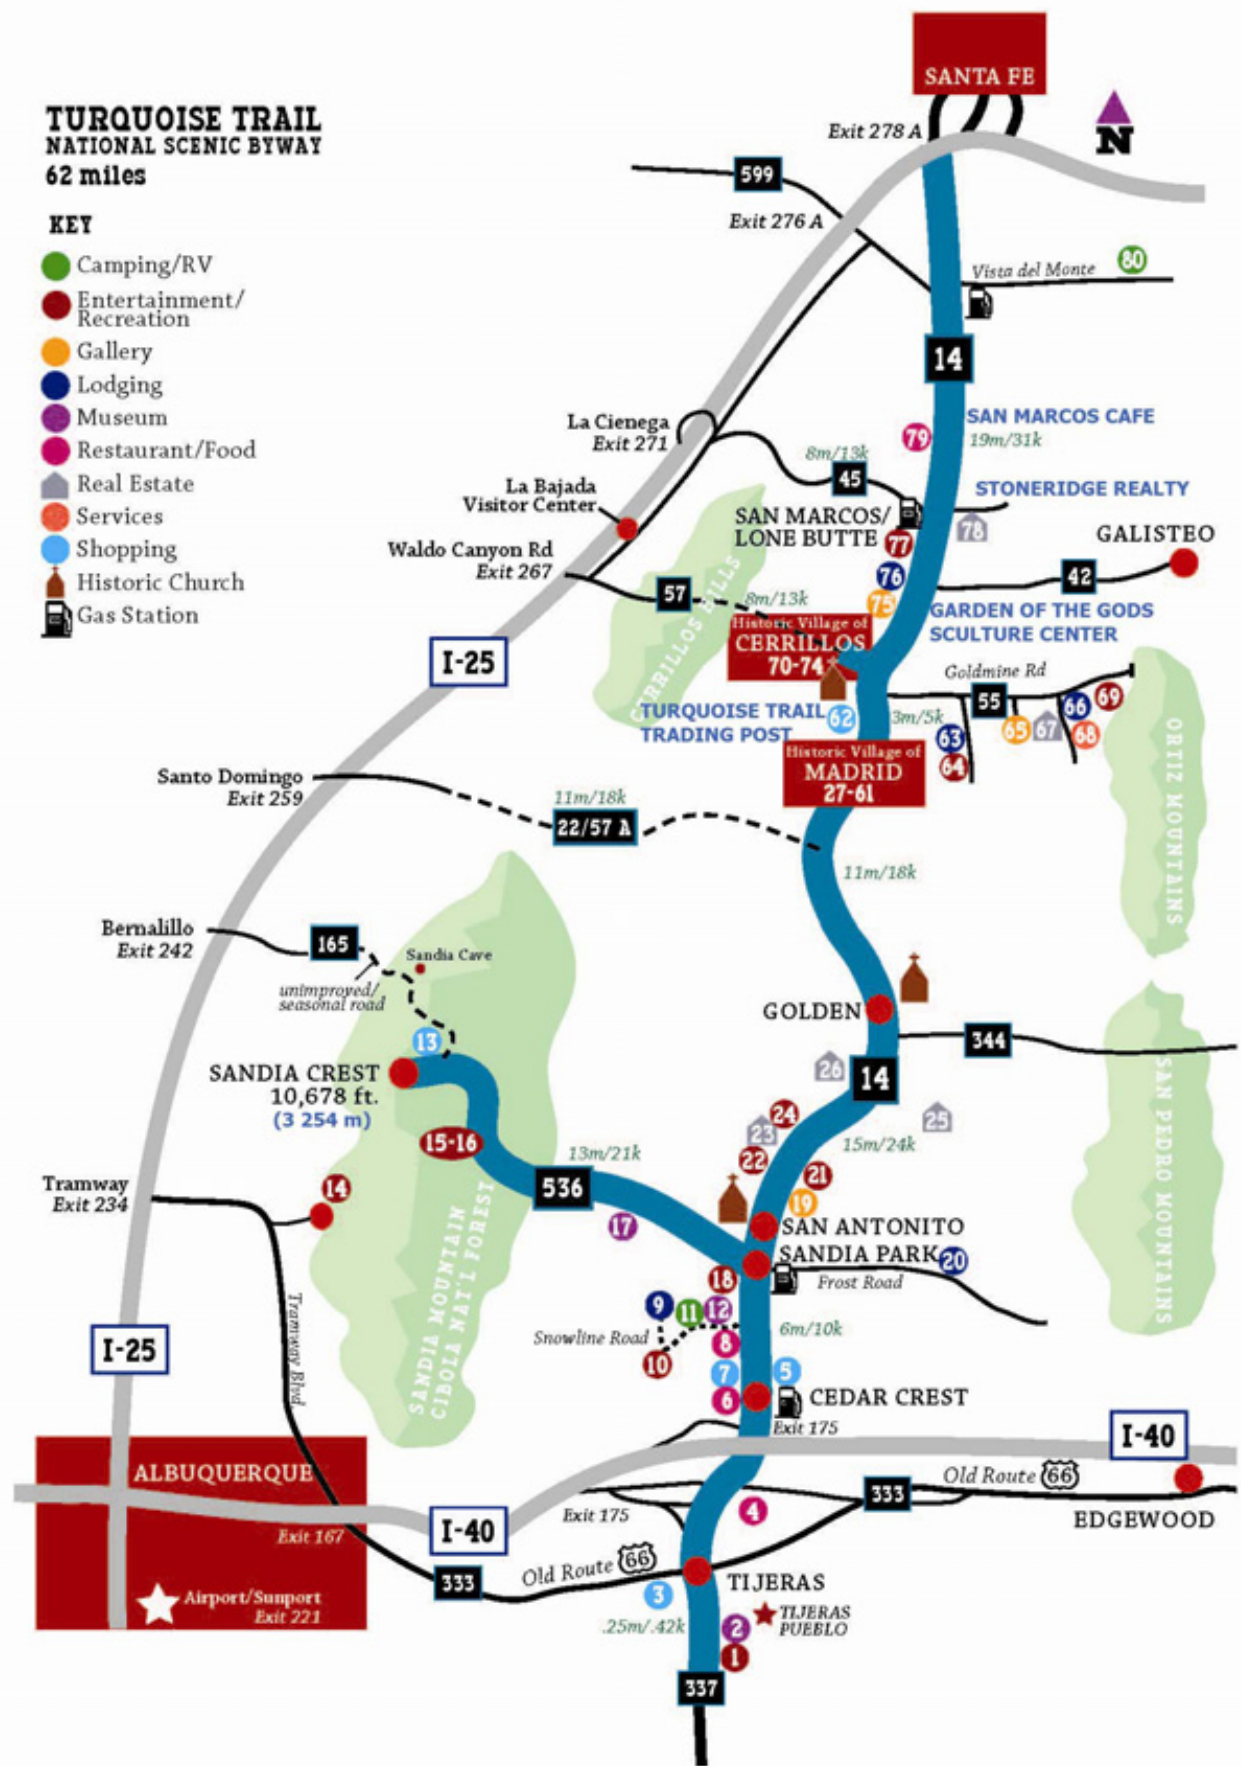 SANTA FE
Exit 278 A
N
TURQUOISE TRAIL
NATIONAL SCENIC BYWAY
62 miles
KEY
Camping/RV
Entertainment/
Recreation
Gallery
Lodging
Museum
Restaurant/Food
Real Estate
Services
Shopping
Historic Church
Gas Station
599
Exit 276 A
Vista del Monte
80
14
SAN MARCOS CAFE
79
19m/31k
La Cienega
Exit 271
8m/13k
45
La Bajada
Visitor Center
STONERIDGE REALTY
SAN MARCOS/
LONE BUTTE
77
78
GALISTEO
Waldo Canyon Rd
Exit 267
57
8m/13k
76
42
75
GARDEN OF THE GODS
SCULTURE CENTER
CERRILLOS HILLS
Historic Village of
CERRILLOS
70-74
I-25
Goldmine Rd
55
66
69
TURQUOISE TRAIL
TRADING POST
62
3m/5k
63
64
65
67
68
Historic Village of
MADRID
27-61
ORTIZ MOUNTAINS
Santo Domingo
Exit 259
11m/18k
22/57 A
11m/18k
Bernalillo
Exit 242
165
Sandia Cave
unimproved/
seasonal road
GOLDEN
344
13
SANDIA CREST
10,678 ft.
(3 254 m)
26
14
25
24
23
22
15m/24k
SAN PEDRO MOUNTAINS
15-16
13m/21k
536
21
19
Tramway
Exit 234
14
17
SAN ANTONITO
SANDIA PARK
20
Frost Road
18
SANDIA MOUNTAIN
CIBOLA NAT'L FOREST
9
11
12
Snowline Road
8
10
6m/10k
Tramway Blvd
I-25
7
5
6
CEDAR CREST
Exit 175
I-40
ALBUQUERQUE
Old Route 66
333
EDGEWOOD
Exit 175
4
Exit 167
I-40
Old Route 66
333
TIJERAS
3
Airport/Sunport
Exit 221
.25m/.42k
TIJERAS
PUEBLO
2
1
337